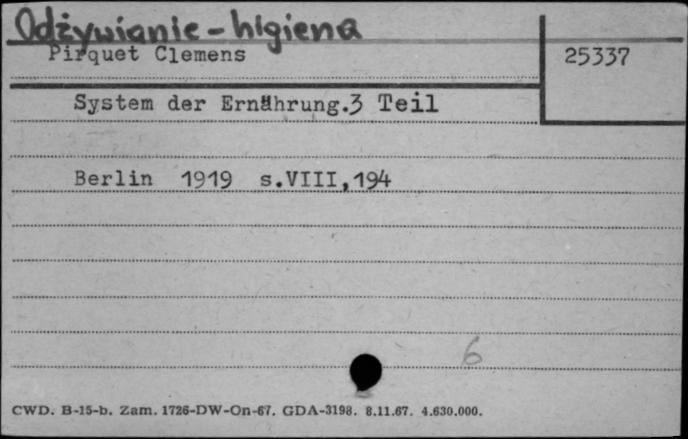 Odżywianie - higiena
Pirquet Clemens
25337
System der Ernährung.3 Teil
Berlin 1919 s.VIII,194
6
CWD. B-15-b. Zam. 1726-DW-On-67. GDA-3198. 8.11.67. 4.630.000.